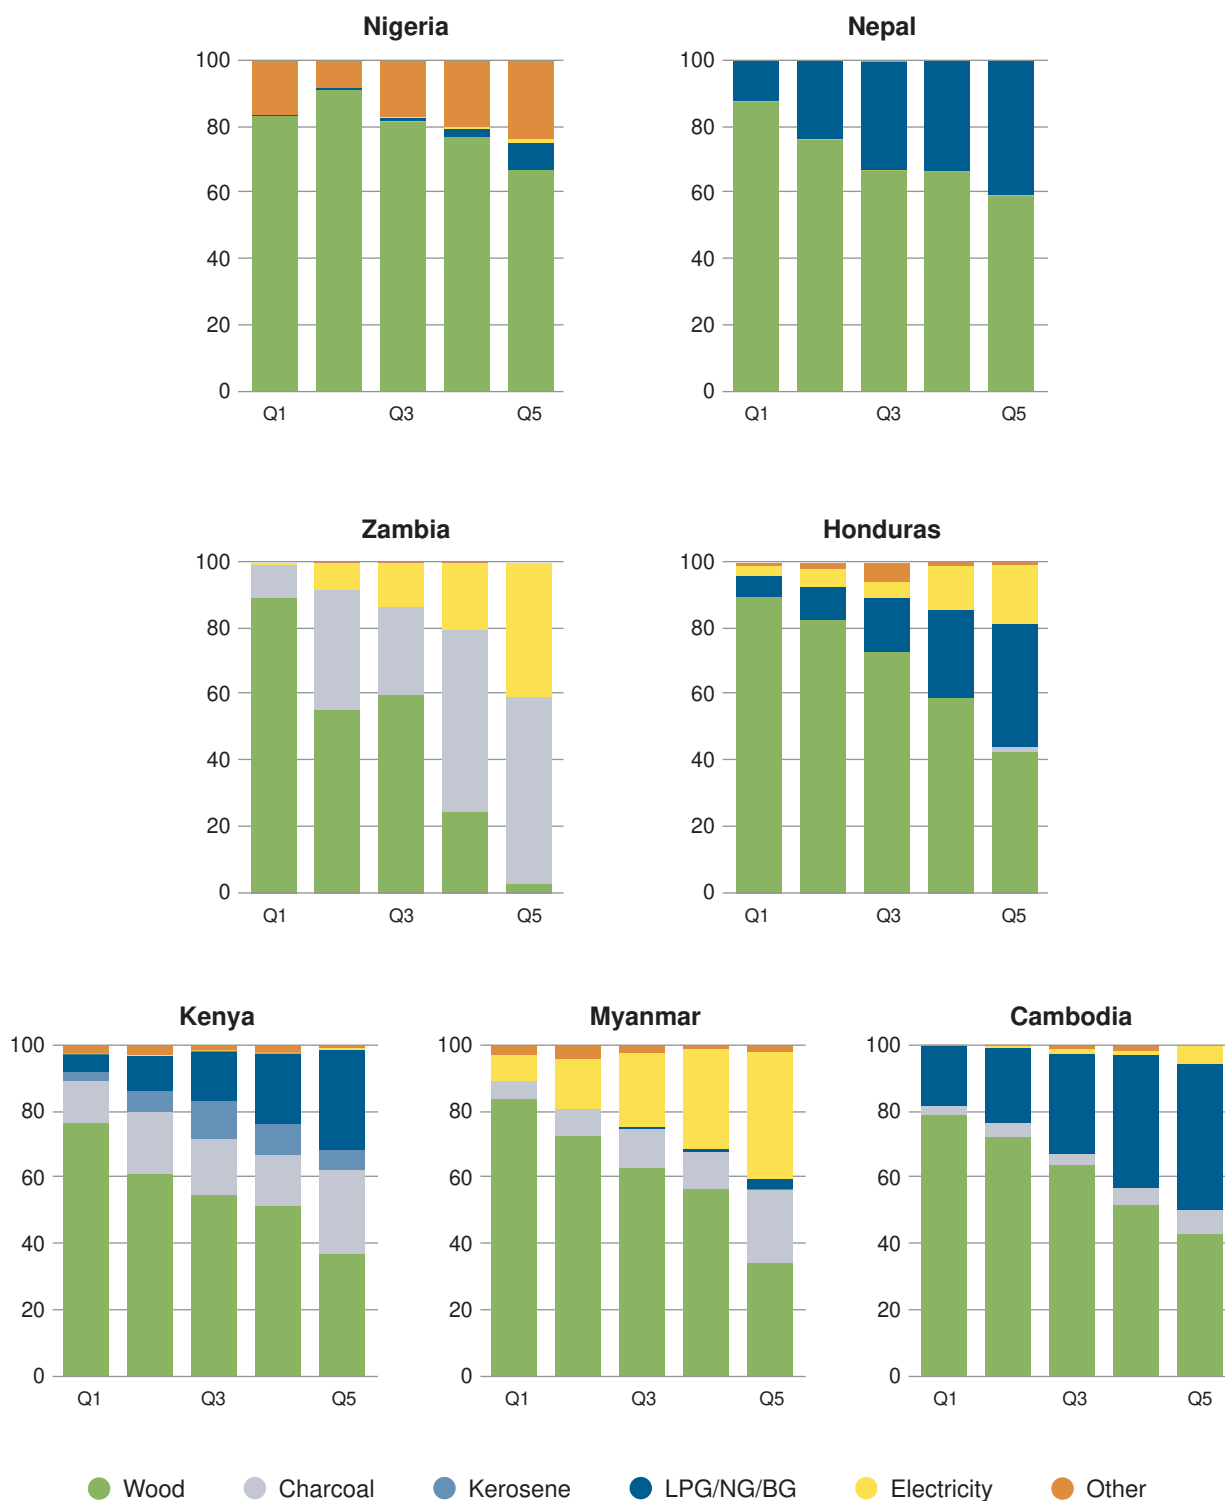 Nigeria
100
80
60
40
20
0
Q1 Q3 Q5
Nepal
100
80
60
40
20
0
Q1 Q3 Q5
Zambia
100
80
60
40
20
0
Q1 Q3 Q5
Honduras
100
80
60
40
20
0
Q1 Q3 Q5
Kenya
100
80
60
40
20
0
Q1 Q3 Q5
Myanmar
100
80
60
40
20
0
Q1 Q3 Q5
Cambodia
100
80
60
40
20
0
Q1 Q3 Q5
Wood Charcoal Kerosene LPG/NG/BG Electricity Other